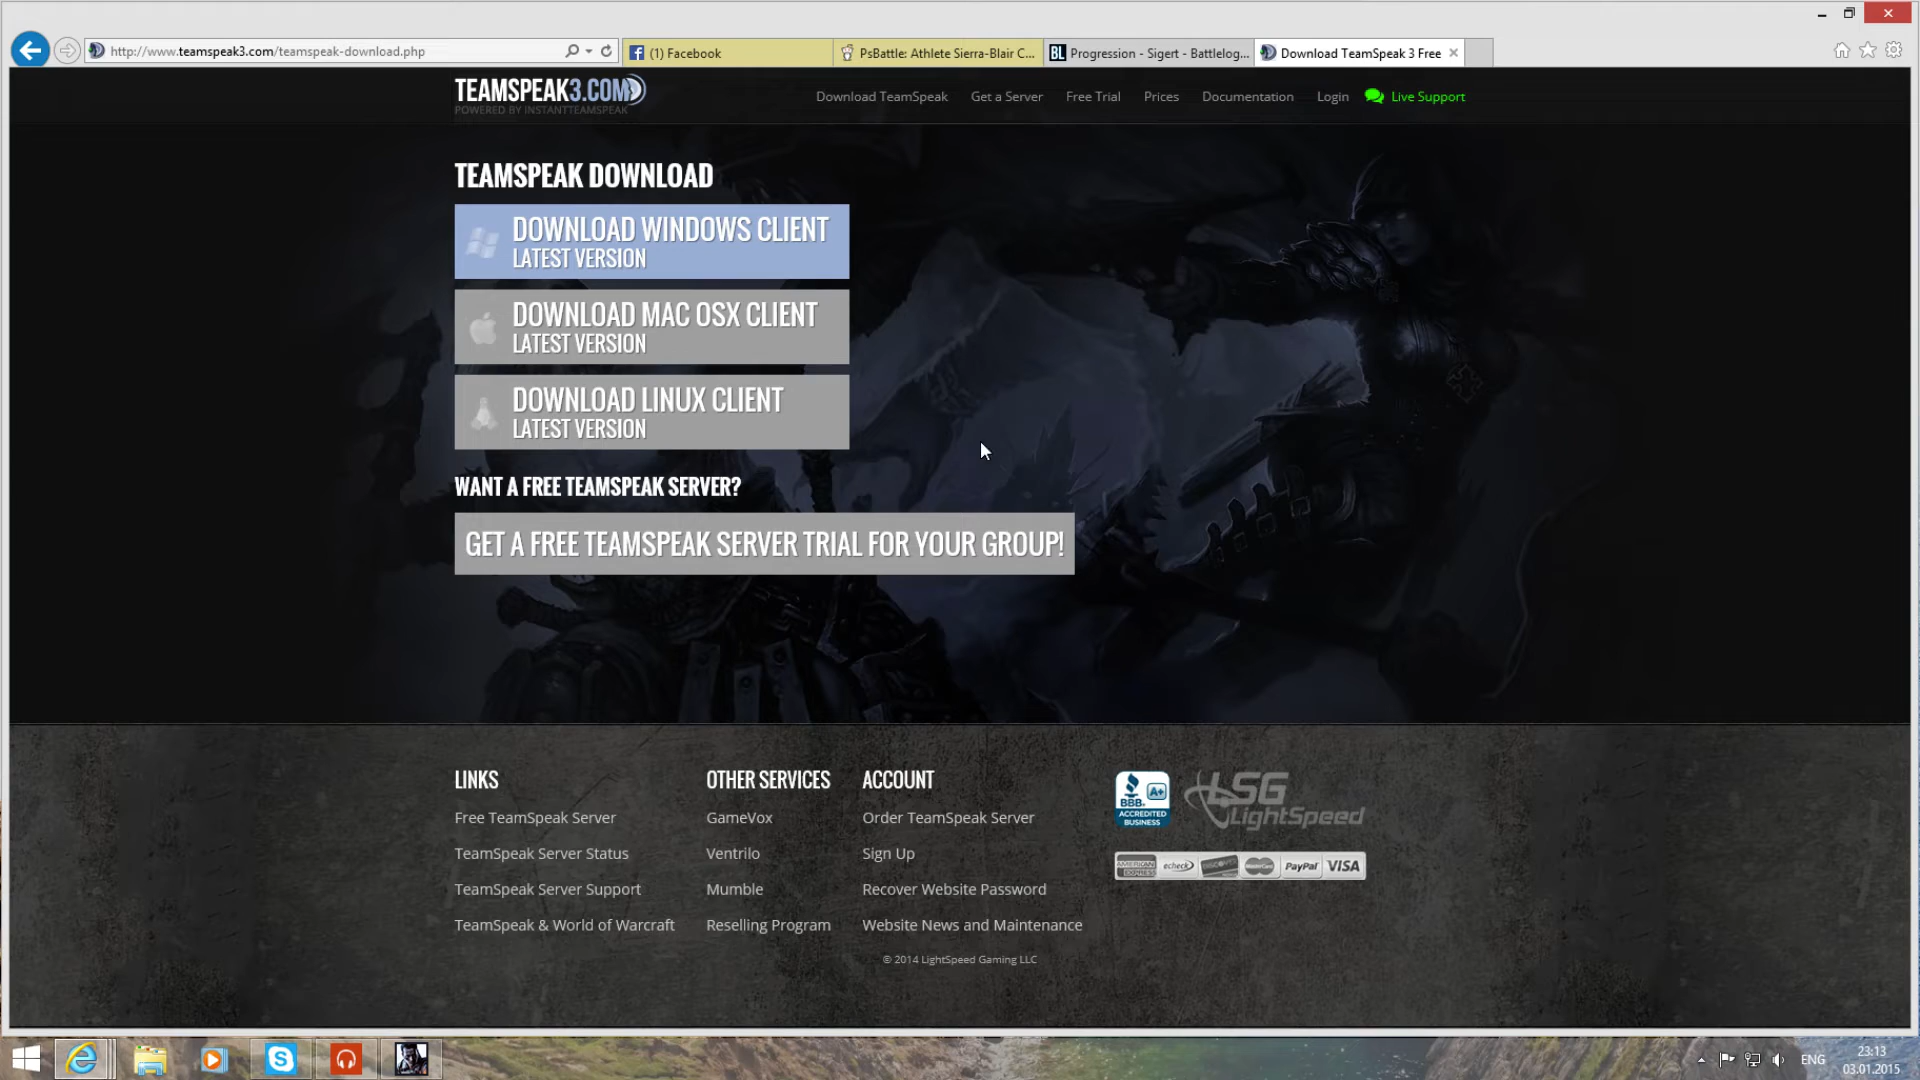 http://www.teamspeak3.com/teamspeak-download.php
(1) Facebook
PsBattle: Athlete Sierra-Blair C...
BL Progression - Sigert - Battlelog...
Download TeamSpeak 3 Free
TEAMSPEAK3.COM
POWERED BY INSTANTTEAMSPEAK
Download TeamSpeak Get a Server Free Trial Prices Documentation Login Live Support
TEAMSPEAK DOWNLOAD
DOWNLOAD WINDOWS CLIENT
LATEST VERSION
DOWNLOAD MAC OSX CLIENT
LATEST VERSION
DOWNLOAD LINUX CLIENT
LATEST VERSION
WANT A FREE TEAMSPEAK SERVER?
GET A FREE TEAMSPEAK SERVER TRIAL FOR YOUR GROUP!
LINKS
Free TeamSpeak Server
TeamSpeak Server Status
TeamSpeak Server Support
TeamSpeak & World of Warcraft
OTHER SERVICES
GameVox
Ventrilo
Mumble
Reselling Program
ACCOUNT
Order TeamSpeak Server
Sign Up
Recover Website Password
Website News and Maintenance
BBB. A+
ACCREDITED
BUSINESS
LSG
LightSpeed
AMERICAN EXPRESS echeck DISCOVER MasterCard PayPal VISA
© 2014 LightSpeed Gaming LLC
ENG
23:13
03.01.2015